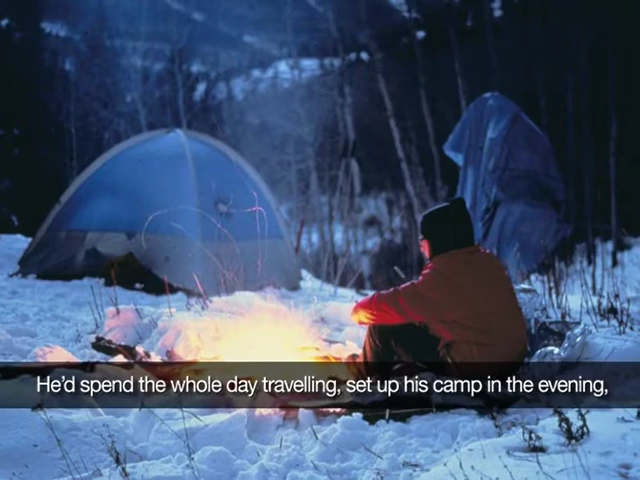 He'd spend the whole day travelling, set up his camp in the evening,